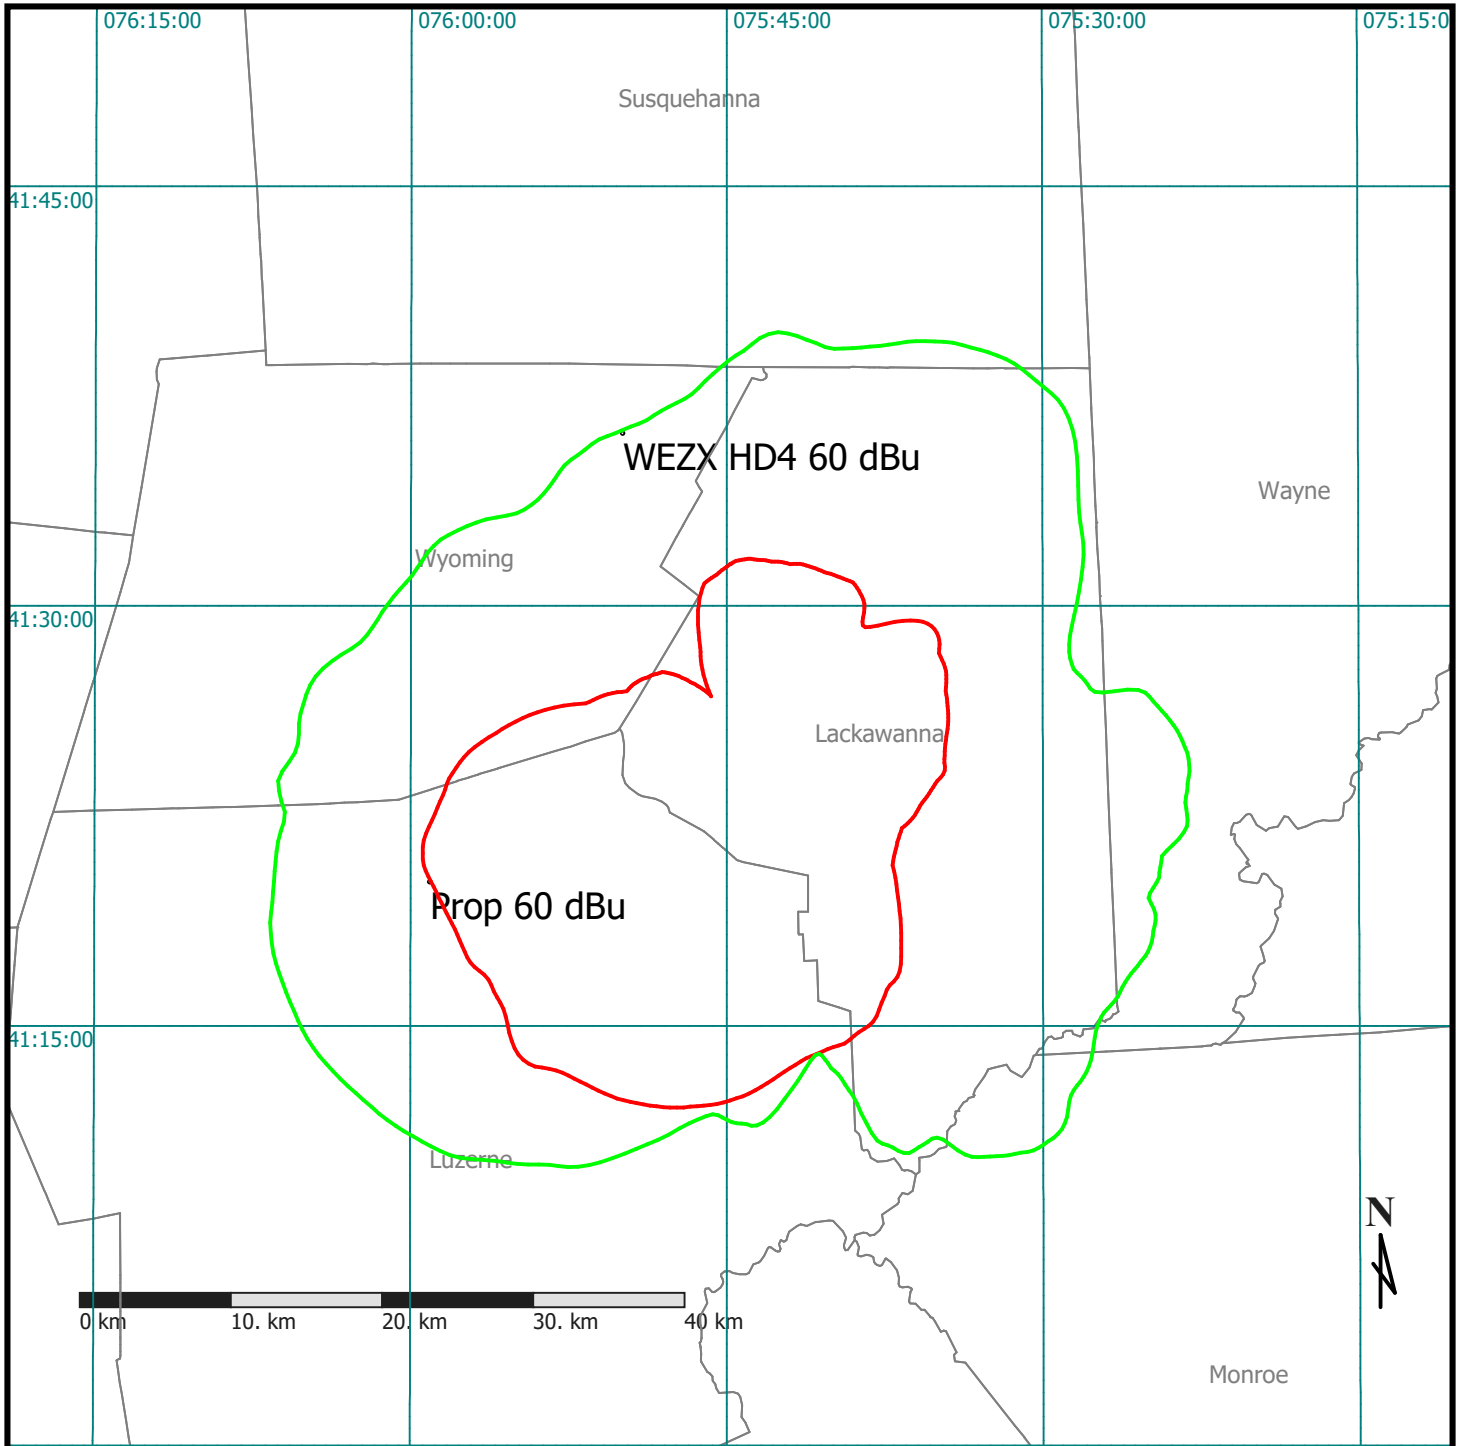 076:15:00 076:00:00 075:45:00 075:30:00 075:15:0
Susquehanna
41:45:00
WEZX HD4 60 dBu
Wayne
Wyoming
41:30:00
Lackawanna
Prop 60 dBu
41:15:00
Luzerne
N
0 km 10. km 20. km 30. km 40 km
Monroe